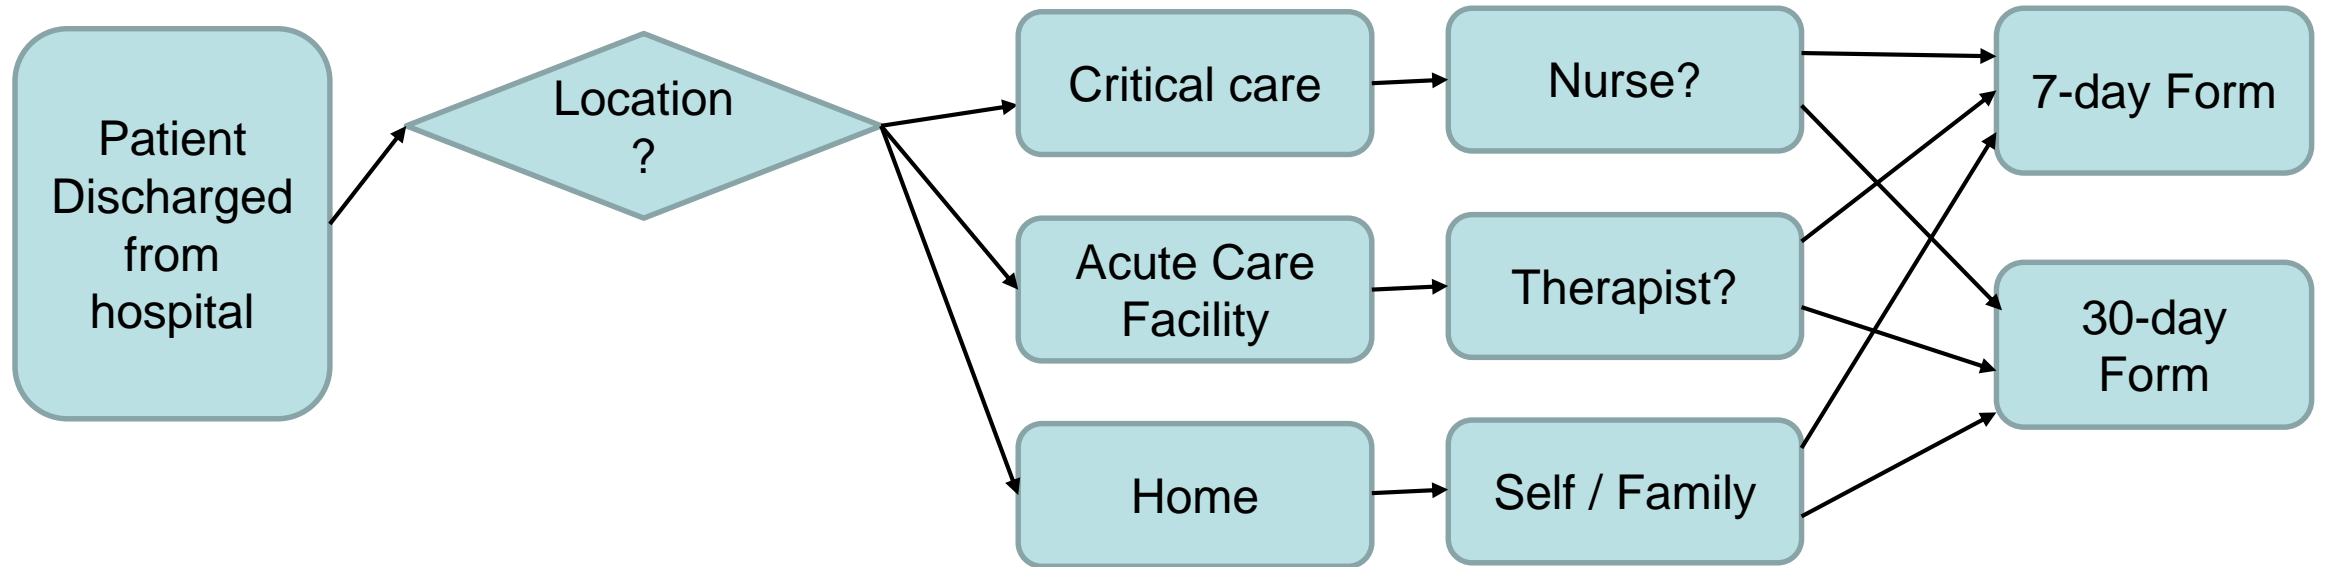 Patient
Discharged
from
hospital
Location
?
Critical care
Nurse?
7-day Form
Acute Care
Facility
Therapist?
30-day
Form
Home
Self / Family